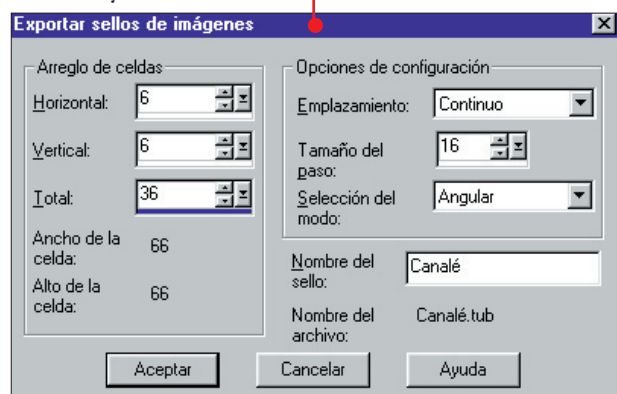 Exportar sellos de imágenes
Arreglo de celdas
Horizontal: 6
Vertical: 6
Total: 36
Ancho de la
celda: 66
Alto de la
celda: 66
Opciones de configuración
Emplazamiento: Continuo
Tamaño del
paso: 16
Selección del
modo: Angular
Nombre del
sello: Canalé
Nombre del
archivo: Canalé.tub
Aceptar
Cancelar
Ayuda